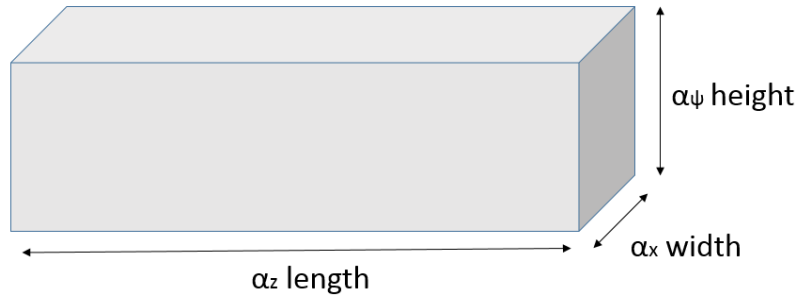 αψ height
αx width
αz length